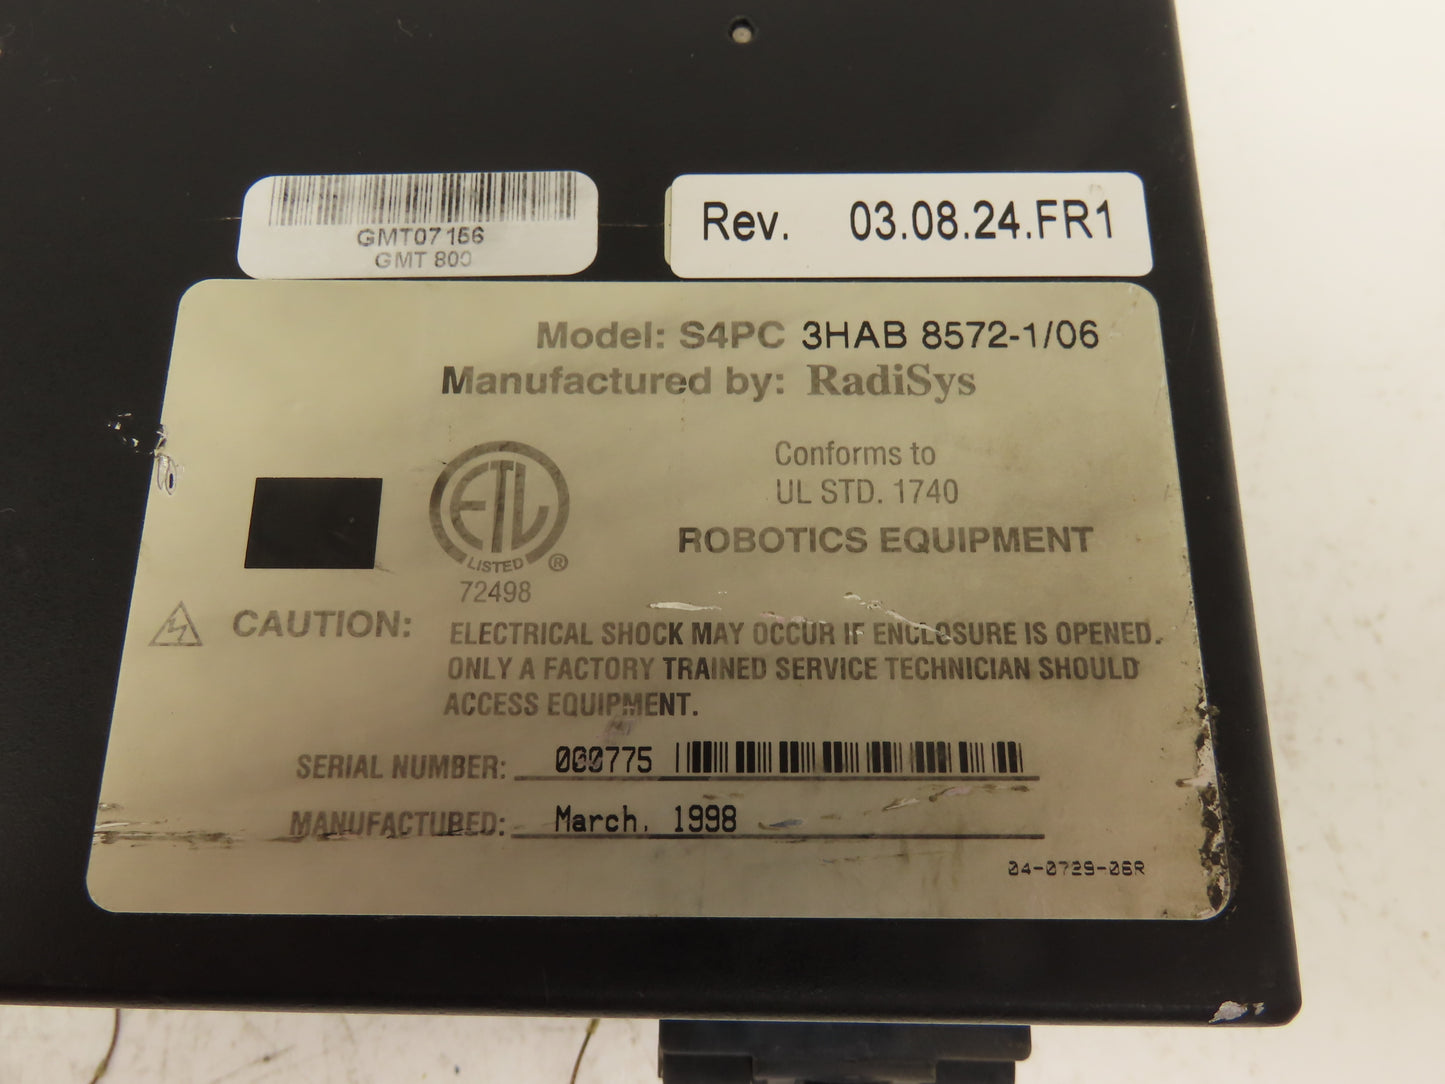 GMT07156
GMT 800
Rev. 03.08.24.FR1
Model: S4PC 3HAB 8572-1/06
Manufactured by: RadiSys
ETL
LISTED ®
72498
Conforms to
UL STD. 1740
ROBOTICS EQUIPMENT
CAUTION: ELECTRICAL SHOCK MAY OCCUR IF ENCLOSURE IS OPENED.
ONLY A FACTORY TRAINED SERVICE TECHNICIAN SHOULD
ACCESS EQUIPMENT.
SERIAL NUMBER: 060775
MANUFACTURED: March, 1998
04-0729-06R